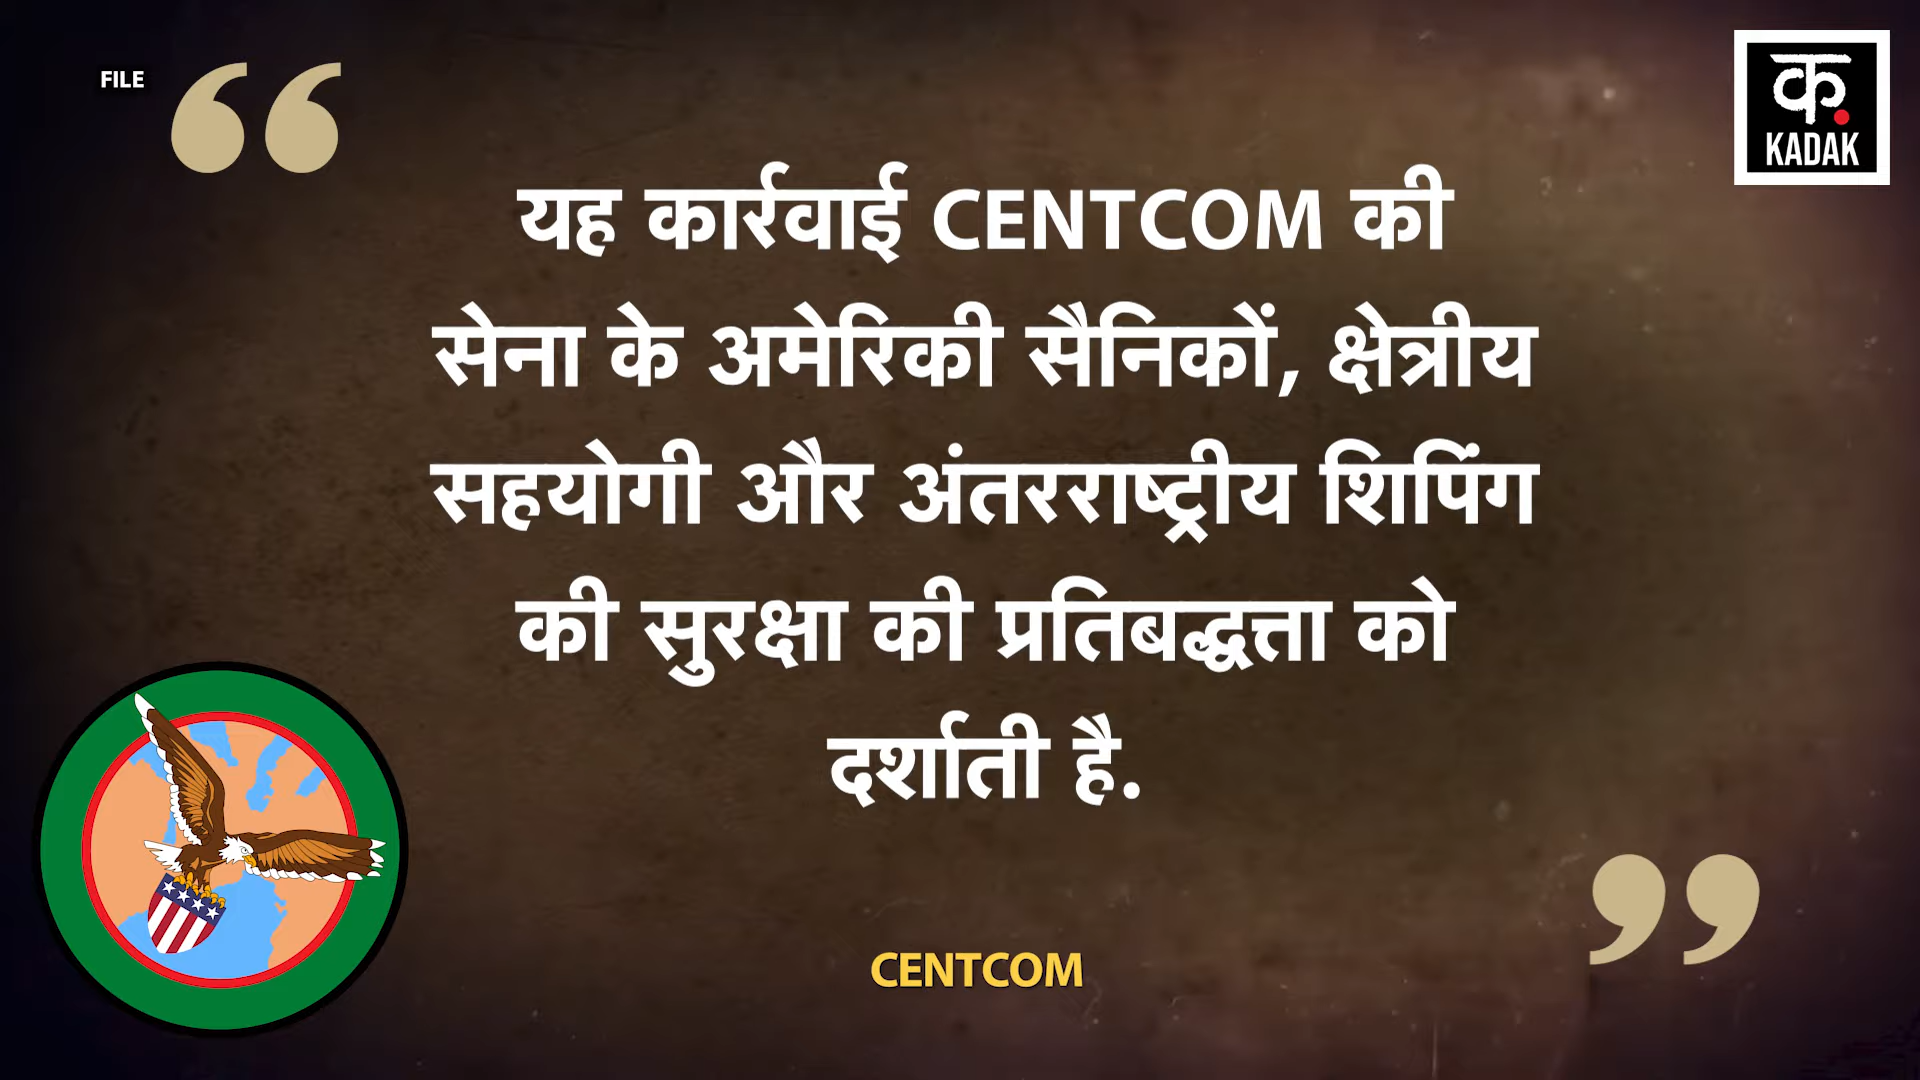 FILE
क
KADAK
यह कार्रवाई CENTCOM की
सेना के अमेरिकी सैनिकों, क्षेत्रीय
सहयोगी और अंतरराष्ट्रीय शिपिंग
की सुरक्षा की प्रतिबद्धत्ता को
दर्शाती है.
CENTCOM